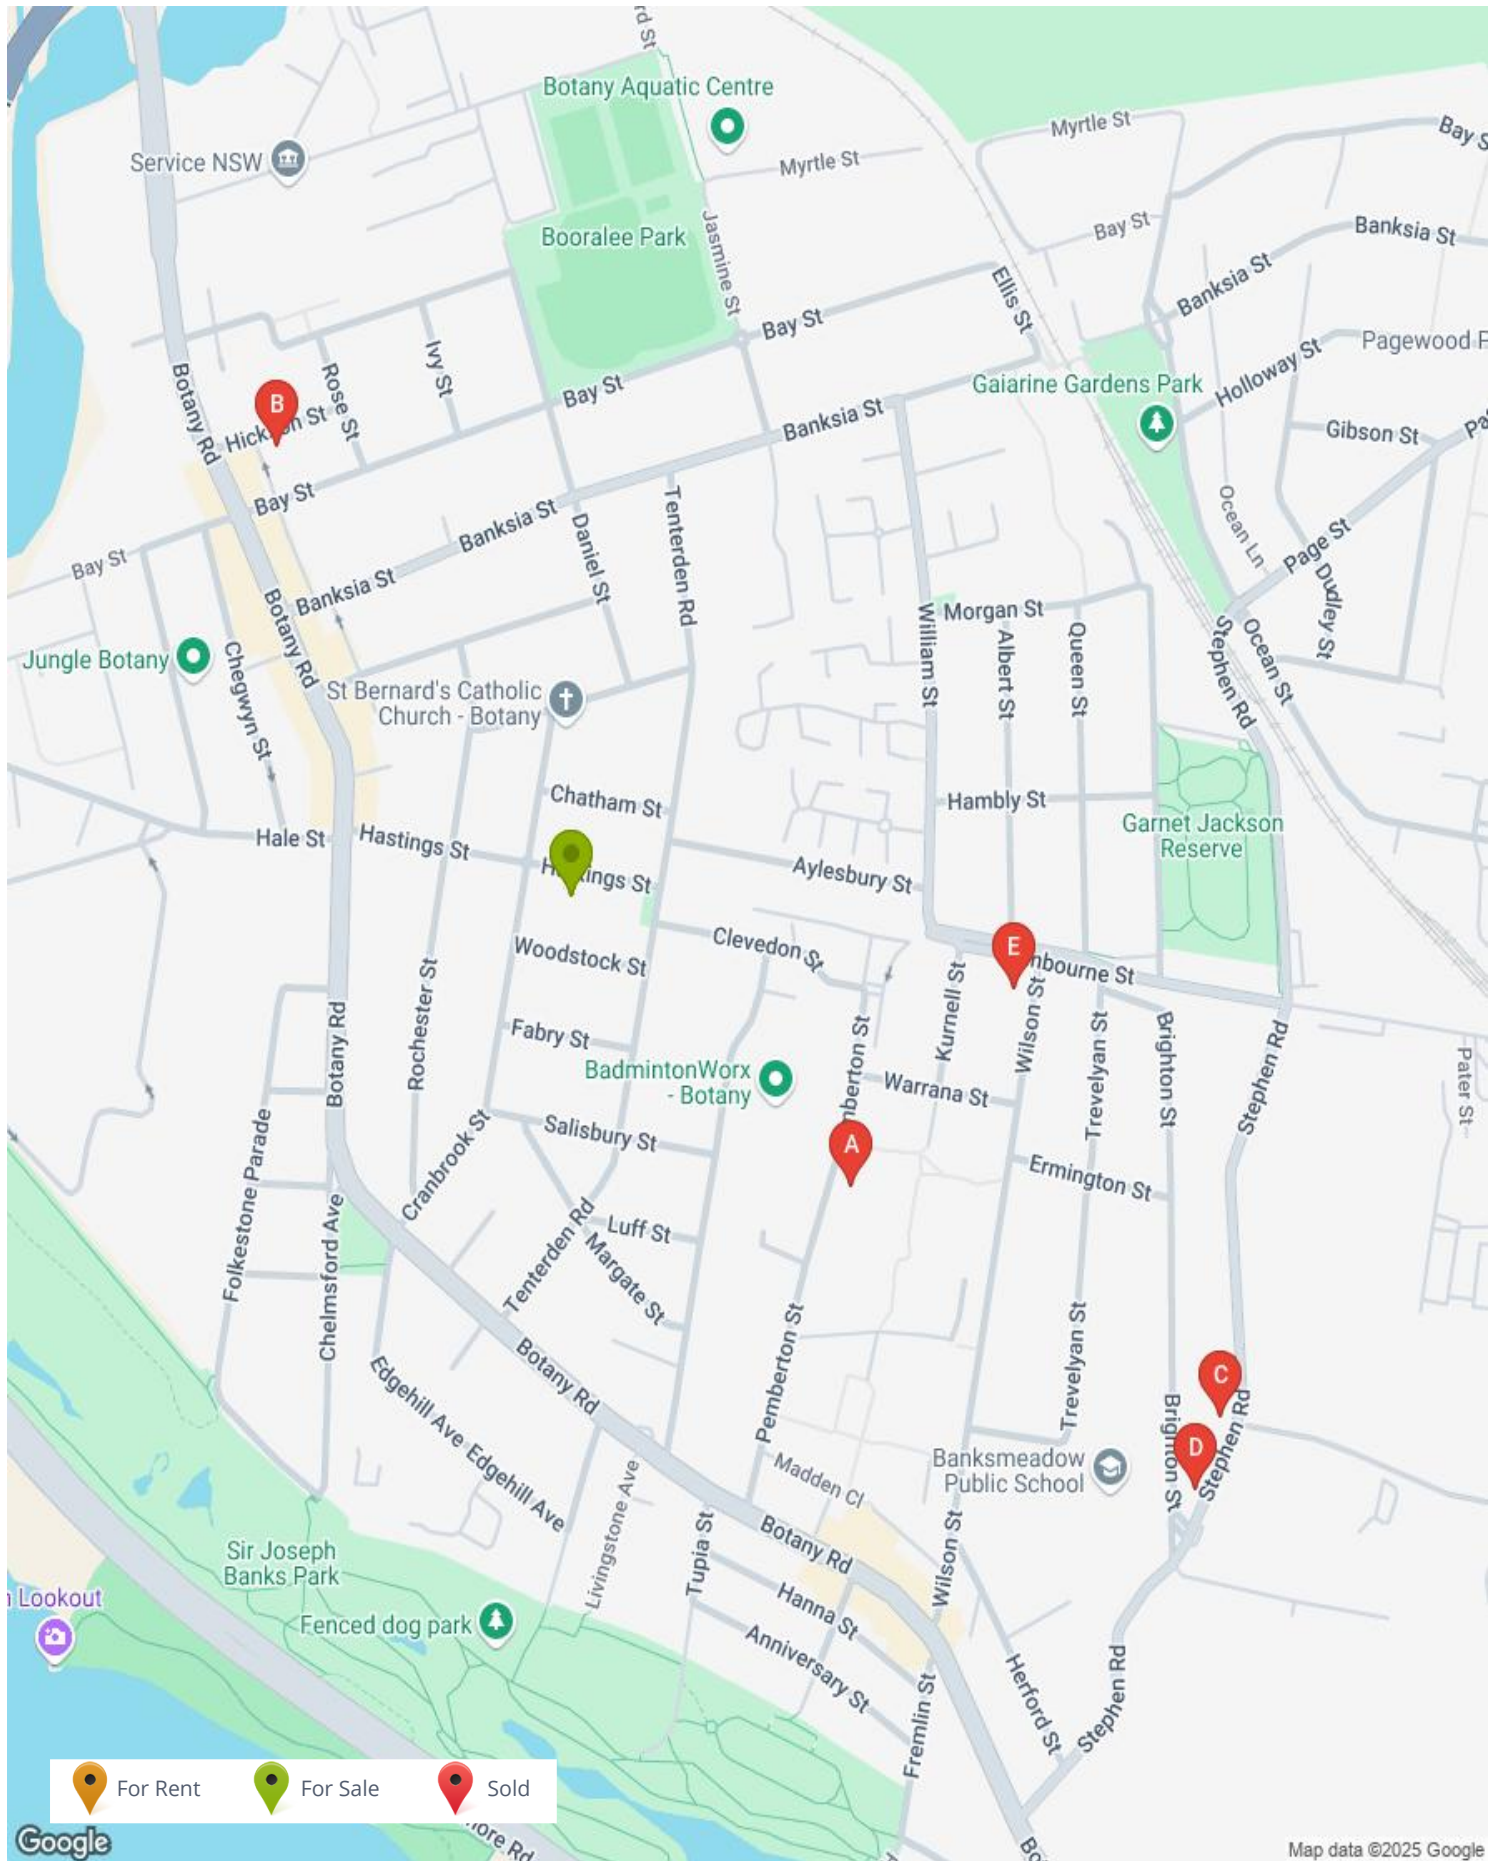 Botany Aquatic Centre
Myrtle St
Service NSW
Myrtle St
Booralee Park
Jasmine St
Bay St
Banksia St
Banksia St
Ellis St
Bay St
Holloway St
Pagewood
Botany Rd
Rose St
Ivy St
B
Bay St
Gaiarine Gardens Park
Banksia St
Gibson St
Bay St
Ocean Ln
Page St
Banksia St
Daniel St
Tenterden Rd
Bay St
Banksia St
Dudley St
Botany Rd
Morgan St
William St
Albert St
Queen St
Stephen Rd
Ocean St
Jungle Botany
Chegwyn St
St Bernard's Catholic
Church - Botany
Chatham St
Hambly St
Garnet Jackson
Reserve
Hale St
Hastings St
Aylesbury St
Clevedon St
Woodstock St
E
Botany Rd
Rochester St
Fabry St
Kurnell St
Wilson St
Trevelyan St
Brighton St
Stephen Rd
Pater St
BadmintonWorx
- Botany
Warrana St
Folkestone Parade
Cranbrook St
Salisbury St
A
Ermington St
Luff St
Chelmsford Ave
Tenterden Rd
Margate St
Pemberton St
Trevelyan St
Botany Rd
Edgehill Ave
Edgehill Ave
C
D
Brighton St
Stephen Rd
Banksmeadow
Public School
Madden Cl
Livingstone Ave
Tupia St
Botany Rd
Wilson St
Sir Joseph
Banks Park
Lookout
Fenced dog park
Hanna St
Anniversary St
Fremlin St
Herford St
Stephen Rd
For Rent
For Sale
Sold
Google
Map data ©2025 Google